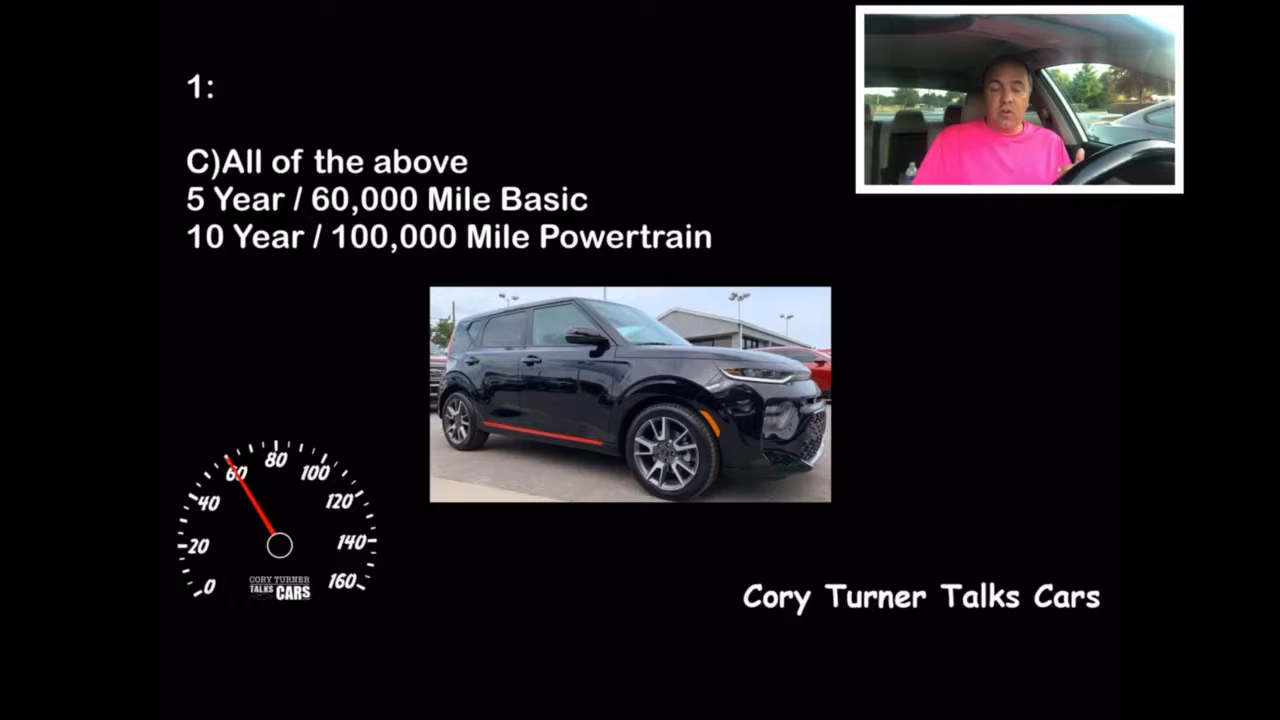 1:
C)All of the above
5 Year / 60,000 Mile Basic
10 Year / 100,000 Mile Powertrain
0
20
40
60
80
100
120
140
160
CORY TURNER
TALKS CARS
Cory Turner Talks Cars